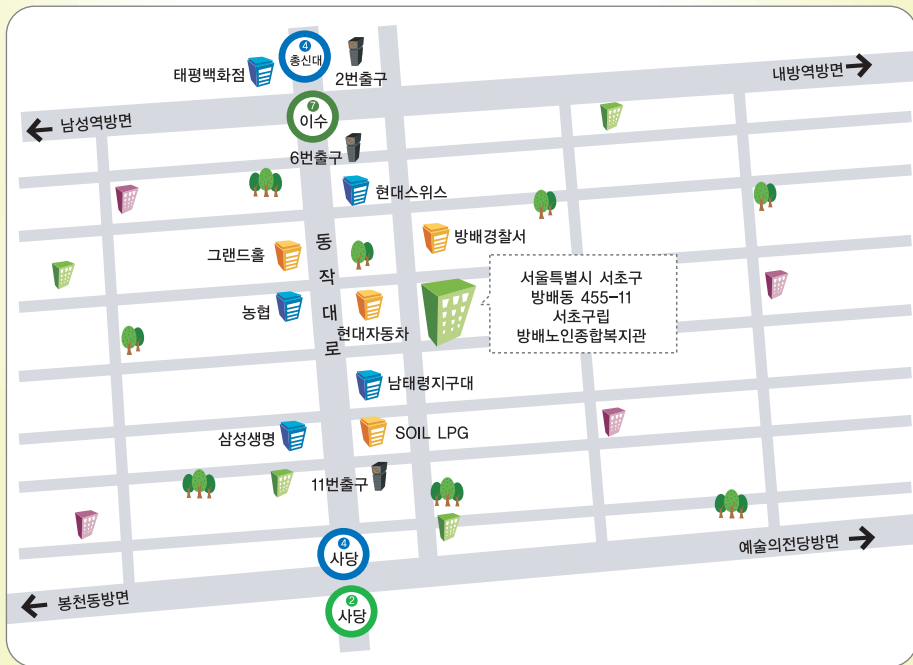 4
총신대
태평백화점
2번출구
내방역방면
남성역방면
7
이수
6번출구
현대스위스
방배경찰서
그랜드홀
동작대로
서울특별시 서초구
방배동 455-11
서초구립
방배노인종합복지관
농협
현대자동차
남태령지구대
삼성생명
SOIL LPG
11번출구
4
사당
예술의전당방면
봉천동방면
2
사당